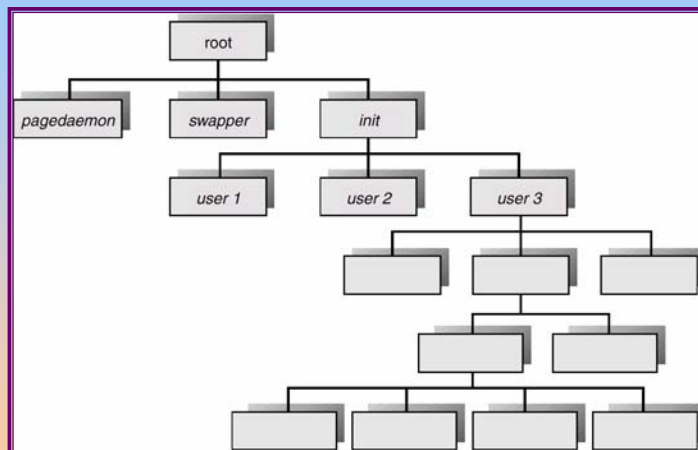 root
pagedaemon swapper init
user 1 user 2 user 3